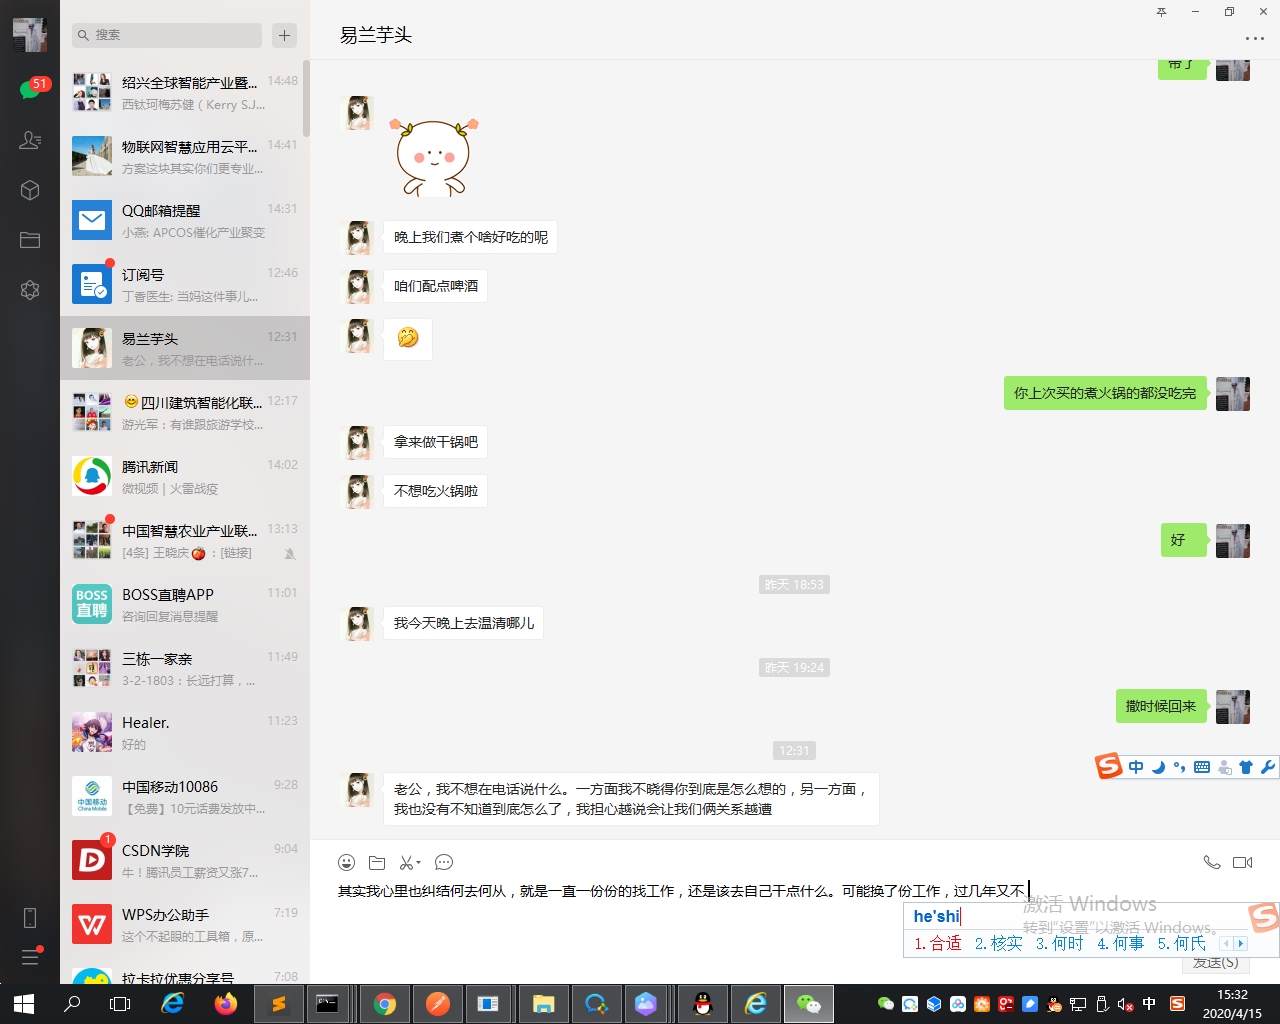 搜索
易兰芋头
51
绍兴全球智能产业暨...
14:48
西钛珂梅苏健（Kerry SJ...
物联网智慧应用云平...
14:41
方案这块其实你们更专业...
QQ邮箱提醒
14:31
小燕: APCOS催化产业聚变
订阅号
12:46
丁香医生: 当妈这件事儿...
易兰芋头
12:31
老公，我不想在电话说什...
四川建筑智能化联...
12:17
游光军：有谁跟旅游学校...
腾讯新闻
14:02
微视频 | 火雷战疫
中国智慧农业产业联...
13:13
[4条] 王晓庆：[链接]
BOSS直聘
BOSS直聘APP
11:01
咨询回复消息提醒
三栋一家亲
11:49
3-2-1803：长远打算，...
Healer.
11:23
好的
中国移动 China Mobile
中国移动10086
9:28
【免费】10元话费发放中...
1
CSDN学院
9:04
牛！腾讯员工薪资又涨7...
WPS办公助手
7:19
这个不起眼的工具箱，原...
拉卡拉优惠分享号
7:08
带了
晚上我们煮个啥好吃的呢
咱们配点啤酒
你上次买的煮火锅的都没吃完
拿来做干锅吧
不想吃火锅啦
好
昨天 18:53
我今天晚上去温清哪儿
昨天 19:24
撒时候回来
12:31
中
老公，我不想在电话说什么。一方面我不晓得你到底是怎么想的，另一方面，
我也没有不知道到底怎么了，我担心越说会让我们俩关系越遭
其实我心里也纠结何去何从，就是一直一份份的找工作，还是该去自己干点什么。可能换了份工作，过几年又不
激活 Windows
转到"设置"以激活 Windows。
he'shi
1.合适 2.核实 3.何时 4.何事 5.何氏
发送(S)
中
15:32
2020/4/15